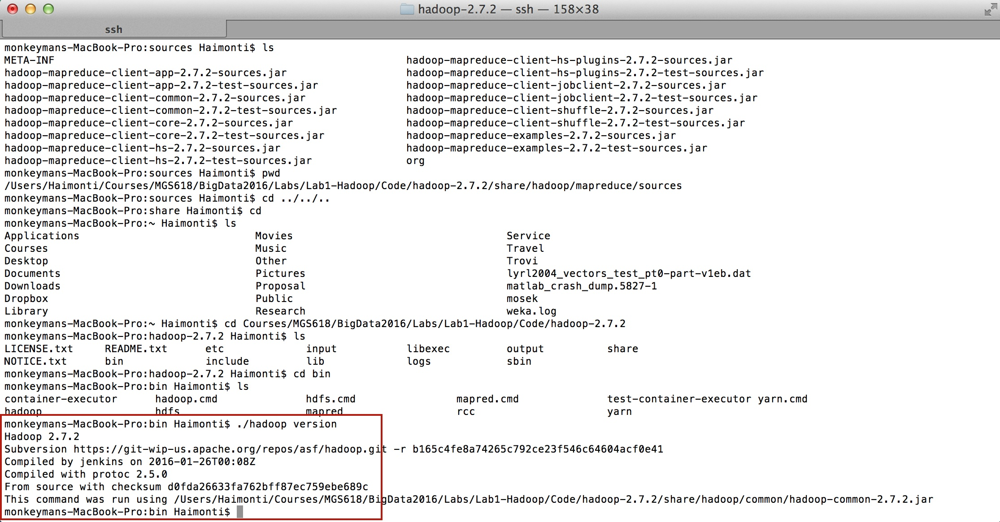 hadoop-2.7.2 — ssh — 158×38
ssh
monkeymans-MacBook-Pro:sources Haimonti$ ls
META-INF hadoop-mapreduce-client-hs-plugins-2.7.2-sources.jar
hadoop-mapreduce-client-app-2.7.2-sources.jar hadoop-mapreduce-client-hs-plugins-2.7.2-test-sources.jar
hadoop-mapreduce-client-app-2.7.2-test-sources.jar hadoop-mapreduce-client-jobclient-2.7.2-sources.jar
hadoop-mapreduce-client-common-2.7.2-sources.jar hadoop-mapreduce-client-jobclient-2.7.2-test-sources.jar
hadoop-mapreduce-client-common-2.7.2-test-sources.jar hadoop-mapreduce-client-shuffle-2.7.2-sources.jar
hadoop-mapreduce-client-core-2.7.2-sources.jar hadoop-mapreduce-client-shuffle-2.7.2-test-sources.jar
hadoop-mapreduce-client-core-2.7.2-test-sources.jar hadoop-mapreduce-examples-2.7.2-sources.jar
hadoop-mapreduce-client-hs-2.7.2-sources.jar hadoop-mapreduce-examples-2.7.2-test-sources.jar
hadoop-mapreduce-client-hs-2.7.2-test-sources.jar org
monkeymans-MacBook-Pro:sources Haimonti$ pwd
/Users/Haimonti/Courses/MGS618/BigData2016/Labs/Lab1-Hadoop/Code/hadoop-2.7.2/share/hadoop/mapreduce/sources
monkeymans-MacBook-Pro:sources Haimonti$ cd ../../..
monkeymans-MacBook-Pro:share Haimonti$ cd
monkeymans-MacBook-Pro:~ Haimonti$ ls
Applications Movies Service
Courses Music Travel
Desktop Other Trovi
Documents Pictures lyrl2004_vectors_test_pt0-part-v1eb.dat
Downloads Proposal matlab_crash_dump.5827-1
Dropbox Public mosek
Library Research weka.log
monkeymans-MacBook-Pro:~ Haimonti$ cd Courses/MGS618/BigData2016/Labs/Lab1-Hadoop/Code/hadoop-2.7.2
monkeymans-MacBook-Pro:hadoop-2.7.2 Haimonti$ ls
LICENSE.txt README.txt etc input libexec output share
NOTICE.txt bin include lib logs sbin
monkeymans-MacBook-Pro:hadoop-2.7.2 Haimonti$ cd bin
monkeymans-MacBook-Pro:bin Haimonti$ ls
container-executor hadoop.cmd hdfs.cmd mapred.cmd test-container-executor yarn.cmd
hadoop hdfs mapred rcc yarn
monkeymans-MacBook-Pro:bin Haimonti$ ./hadoop version
Hadoop 2.7.2
Subversion https://git-wip-us.apache.org/repos/asf/hadoop.git -r b165c4fe8a74265c792ce23f546c64604acf0e41
Compiled by jenkins on 2016-01-26T00:08Z
Compiled with protoc 2.5.0
From source with checksum d0fda26633fa762bff87ec759ebe689c
This command was run using /Users/Haimonti/Courses/MGS618/BigData2016/Labs/Lab1-Hadoop/Code/hadoop-2.7.2/share/hadoop/common/hadoop-common-2.7.2.jar
monkeymans-MacBook-Pro:bin Haimonti$